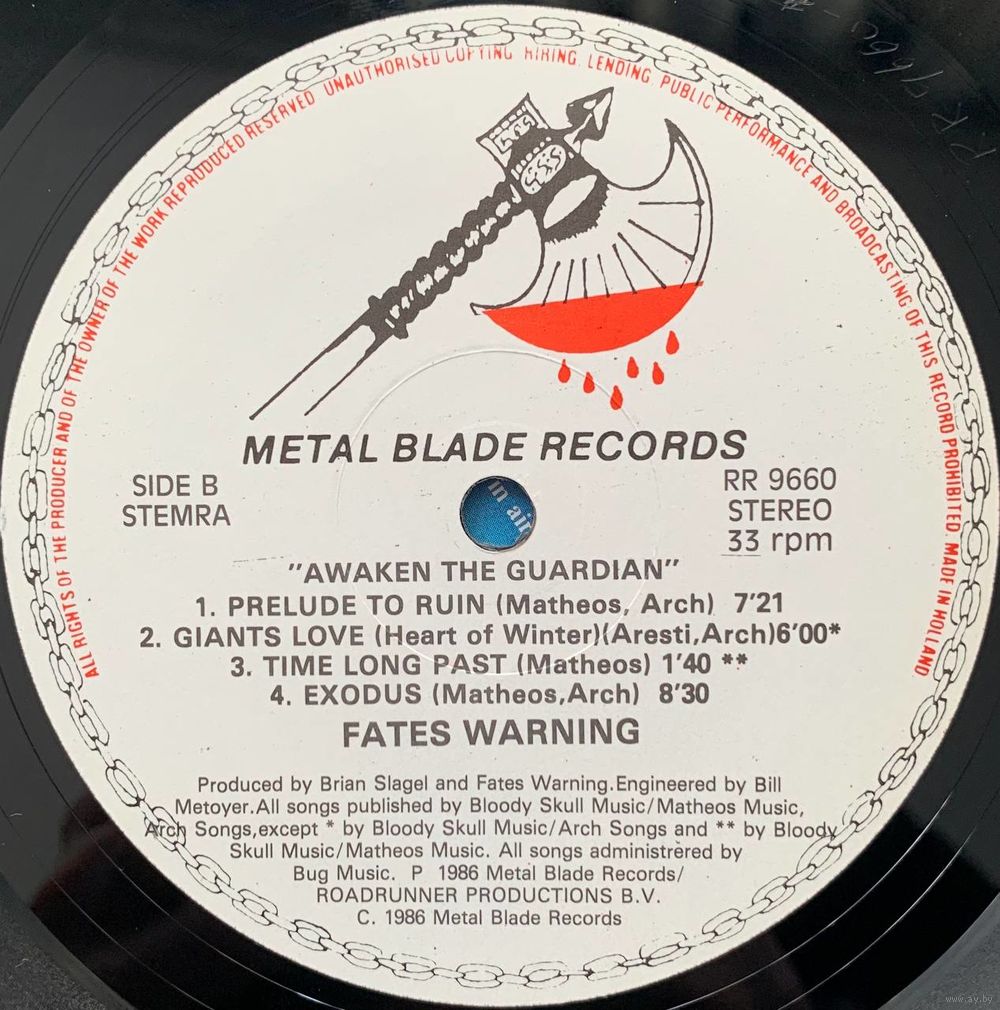 ALL RIGHTS OF THE PRODUCER AND OF THE OWNER OF THE WORK REPRODUCED RESERVED UNAUTHORISED COPYING HIRING, LENDING, PUBLIC PERFORMANCE AND BROADCASTING OF THIS RECORD PROHIBITED. MADE IN HOLLAND
METAL BLADE RECORDS
SIDE B
STEMRA
RR 9660
STEREO
33 rpm
in air
"AWAKEN THE GUARDIAN"
1. PRELUDE TO RUIN (Matheos, Arch) 7'21
2. GIANTS LOVE (Heart of Winter)(Aresti,Arch)6'00*
3. TIME LONG PAST (Matheos) 1'40 **
4. EXODUS (Matheos,Arch) 8'30
FATES WARNING
Produced by Brian Slagel and Fates Warning.Engineered by Bill
Metoyer.All songs published by Bloody Skull Music/Matheos Music,
Arch Songs,except * by Bloody Skull Music/Arch Songs and ** by Bloody
Skull Music/Matheos Music. All songs administrered by
Bug Music. P 1986 Metal Blade Records/
ROADRUNNER PRODUCTIONS B.V.
C. 1986 Metal Blade Records
www.ay.by